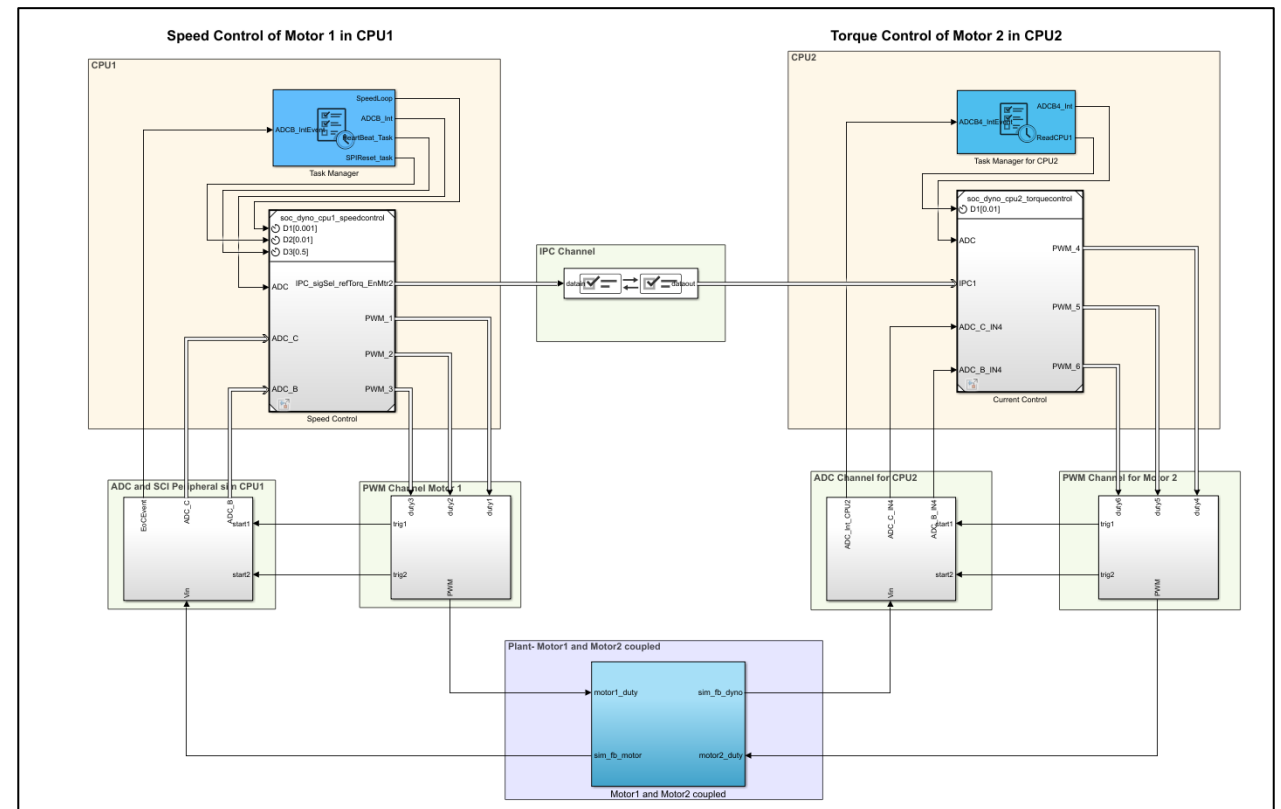 Speed Control of Motor 1 in CPU1
Torque Control of Motor 2 in CPU2
CPU1
SpeedLoop
ADCB_Int
ADCB_IntEvent
HeartBeat_Task
SPIReset_task
Task Manager
soc_dyno_cpu1_speedcontrol
D1[0.001]
D2[0.01]
D3[0.5]
ADC
IPC_sigSel_refTorq_EnMtr2
PWM_1
ADC_C
PWM_2
ADC_B
PWM_3
Speed Control
IPC Channel
datain
dataout
CPU2
ADCB4_Int
ADCB4_IntEvent
ReadCPU1
Task Manager for CPU2
soc_dyno_cpu2_torquecontrol
D1[0.01]
ADC
PWM_4
IPC1
PWM_5
ADC_C_IN4
ADC_B_IN4
PWM_6
Current Control
ADC and SCI Peripheral sim CPU1
EoCEvent
ADC_C
ADC_B
start1
start2
Vin
PWM Channel Motor 1
duty3
duty2
duty1
trig1
trig2
PWM
ADC Channel for CPU2
ADC_Int_CPU2
ADC_C_IN4
ADC_B_IN4
start1
start2
Vin
PWM Channel for Motor 2
duty6
duty5
duty4
trig1
trig2
PWM
Plant- Motor1 and Motor2 coupled
motor1_duty
sim_fb_dyno
sim_fb_motor
motor2_duty
Motor1 and Motor2 coupled